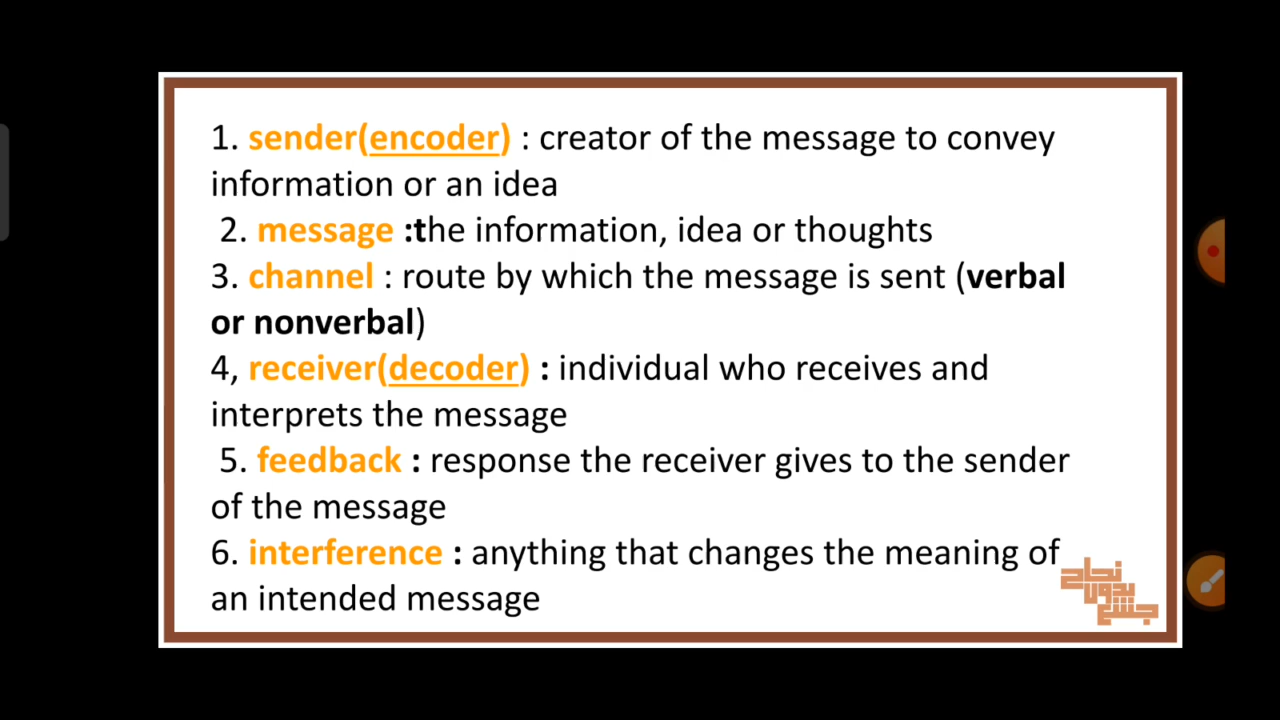 1. sender(encoder) : creator of the message to convey
information or an idea
2. message :the information, idea or thoughts
3. channel : route by which the message is sent (verbal
or nonverbal)
4, receiver(decoder) : individual who receives and
interprets the message
5. feedback : response the receiver gives to the sender
of the message
6. interference : anything that changes the meaning of
an intended message
نجاح
بدون
جشع